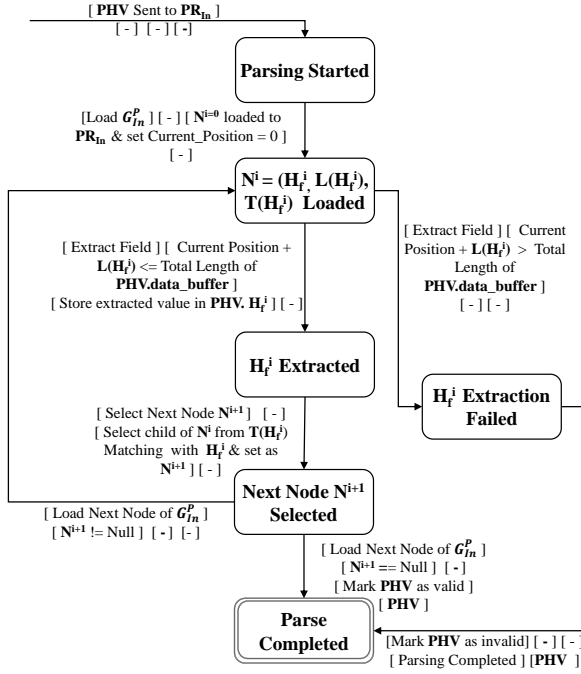 [ PHV Sent to PR_In ]
[ - ] [ - ] [ - ]
Parsing Started
[Load G_In^P ] [ - ] [ N^i=0 loaded to
PR_In & set Current_Position = 0 ]
[ - ]
N^i = (H_f^i, L(H_f^i),
T(H_f^i) Loaded
[ Extract Field ] [ Current Position +
L(H_f^i) <= Total Length of
PHV.data_buffer ]
[ Store extracted value in PHV. H_f^i ] [ - ]
[ Extract Field ] [ Current
Position + L(H_f^i) > Total
Length of
PHV.data_buffer ]
[ - ] [ - ]
H_f^i Extracted
H_f^i Extraction
Failed
[ Select Next Node N^i+1 ] [ - ]
[ Select child of N^i from T(H_f^i)
Matching with H_f^i & set as
N^i+1 ] [ - ]
Next Node N^i+1
Selected
[ Load Next Node of G_In^P ]
[ N^i+1 != Null ] [ - ] [ - ]
[ Load Next Node of G_In^P ]
[ N^i+1 == Null ] [ - ]
[ Mark PHV as valid ]
[ PHV ]
Parse
Completed
[Mark PHV as invalid] [ - ] [ - ]
[ Parsing Completed ] [PHV ]